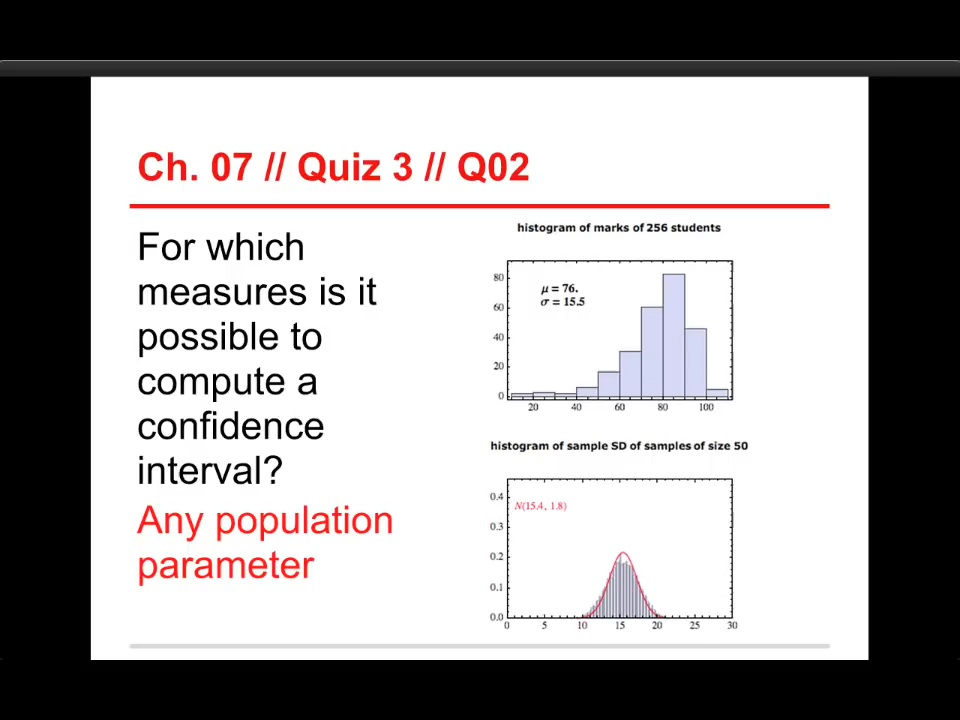 Ch. 07 // Quiz 3 // Q02
For which
measures is it
possible to
compute a
confidence
interval?
Any population
parameter
histogram of marks of 256 students
μ = 76.
σ = 15.5
80
60
40
20
0
20 40 60 80 100
histogram of sample SD of samples of size 50
N(15.4, 1.8)
0.4
0.3
0.2
0.1
0.0
0 5 10 15 20 25 30